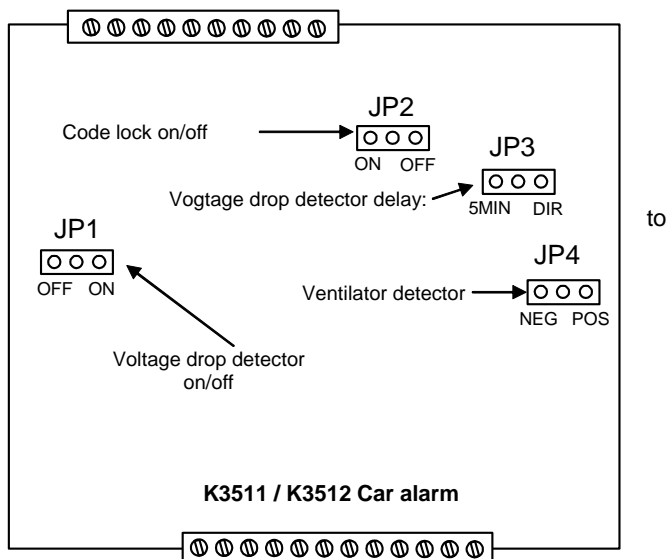 JP2
Code lock on/off
ON OFF
JP3
Vogtage drop detector delay:
5MIN DIR
to
JP1
OFF ON
JP4
Ventilator detector
NEG POS
Voltage drop detector
on/off
K3511 / K3512 Car alarm